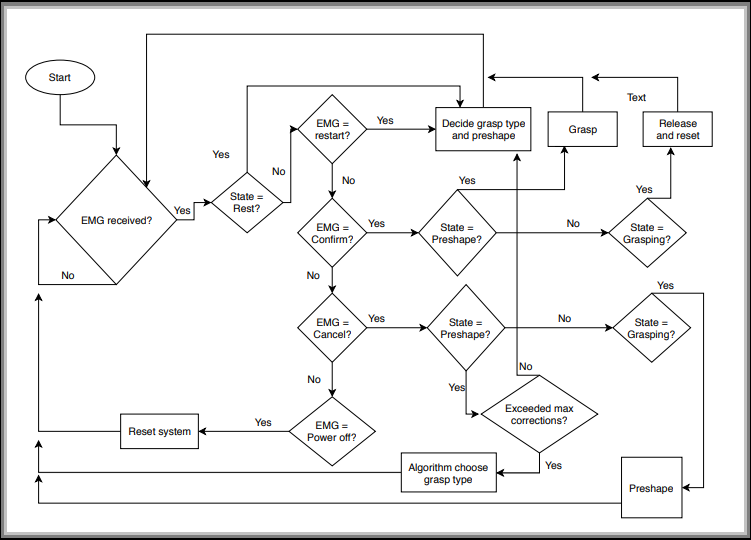 Start
Text
EMG =
restart?
Yes
Decide grasp type
and preshape
Grasp
Release
and reset
Yes
No
No
Yes
Yes
EMG received?
Yes
State =
Rest?
EMG =
Confirm?
Yes
State =
Preshape?
No
State =
Grasping?
No
No
Yes
EMG =
Cancel?
Yes
State =
Preshape?
No
State =
Grasping?
No
No
Yes
Exceeded max
corrections?
Reset system
Yes
EMG =
Power off?
Yes
Algorithm choose
grasp type
Preshape